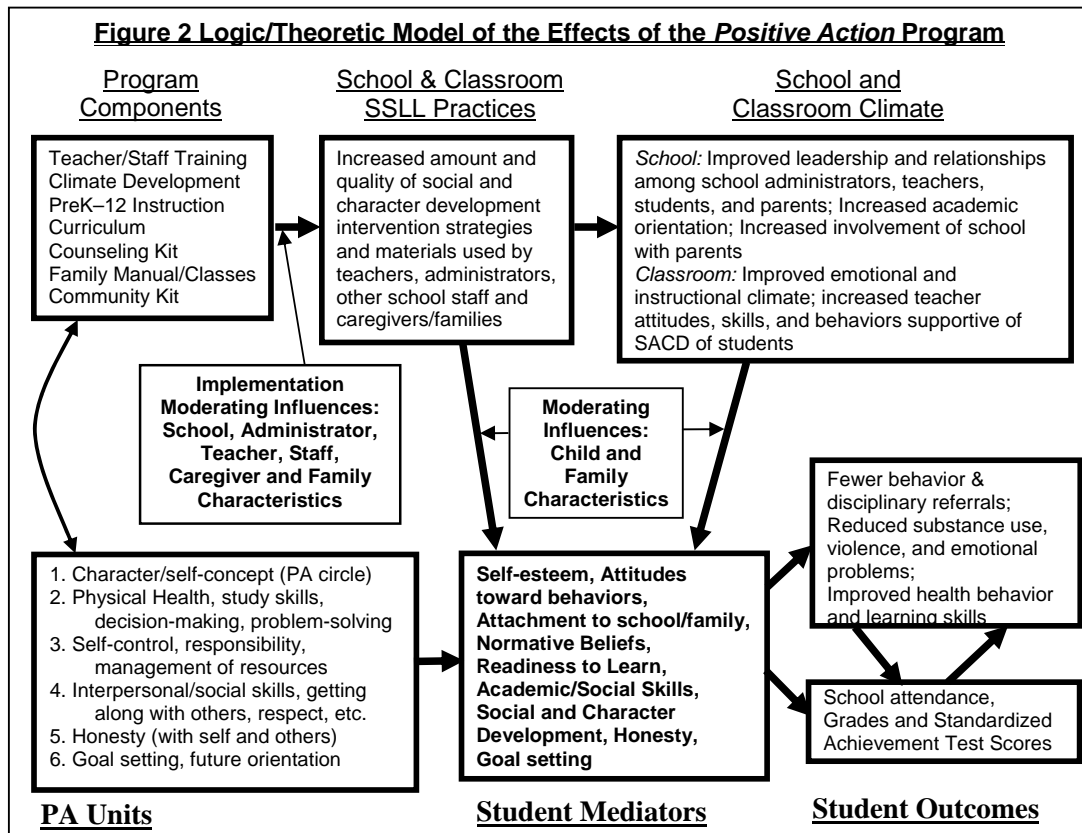 Figure 2 Logic/Theoretic Model of the Effects of the Positive Action Program
Program
Components
School & Classroom
SSLL Practices
School and
Classroom Climate
Teacher/Staff Training
Climate Development
PreK–12 Instruction
Curriculum
Counseling Kit
Family Manual/Classes
Community Kit
Increased amount and
quality of social and
character development
intervention strategies
and materials used by
teachers, administrators,
other school staff and
caregivers/families
School: Improved leadership and relationships
among school administrators, teachers,
students, and parents; Increased academic
orientation; Increased involvement of school
with parents
Classroom: Improved emotional and
instructional climate; increased teacher
attitudes, skills, and behaviors supportive of
SACD of students
Implementation
Moderating Influences:
School, Administrator,
Teacher, Staff,
Caregiver and Family
Characteristics
Moderating
Influences:
Child and
Family
Characteristics
1. Character/self-concept (PA circle)
2. Physical Health, study skills,
decision-making, problem-solving
3. Self-control, responsibility,
management of resources
4. Interpersonal/social skills, getting
along with others, respect, etc.
5. Honesty (with self and others)
6. Goal setting, future orientation
Self-esteem, Attitudes
toward behaviors,
Attachment to school/family,
Normative Beliefs,
Readiness to Learn,
Academic/Social Skills,
Social and Character
Development, Honesty,
Goal setting
Fewer behavior &
disciplinary referrals;
Reduced substance use,
violence, and emotional
problems;
Improved health behavior
and learning skills
School attendance,
Grades and Standardized
Achievement Test Scores
PA Units
Student Mediators
Student Outcomes